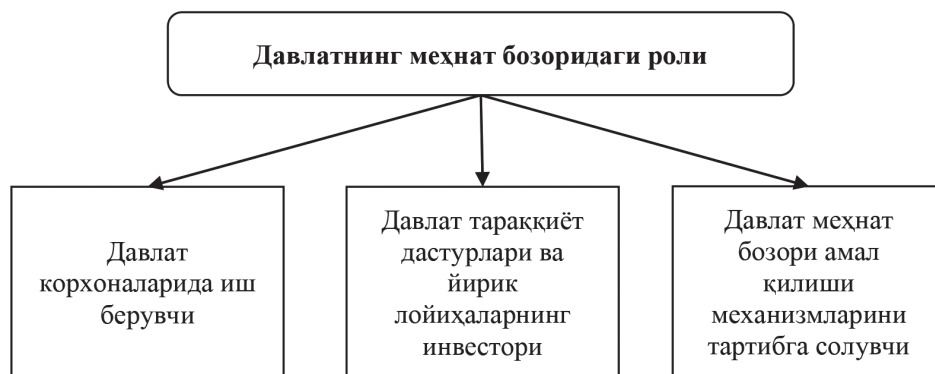 Давлатнинг меҳнат бозоридаги роли
Давлат
корхоналарида иш
берувчи
Давлат тараққиёт
дастурлари ва
йирик
лойиҳаларнинг
инвестори
Давлат меҳнат
бозори амал
қилиши
механизмларини
тартибга солувчи